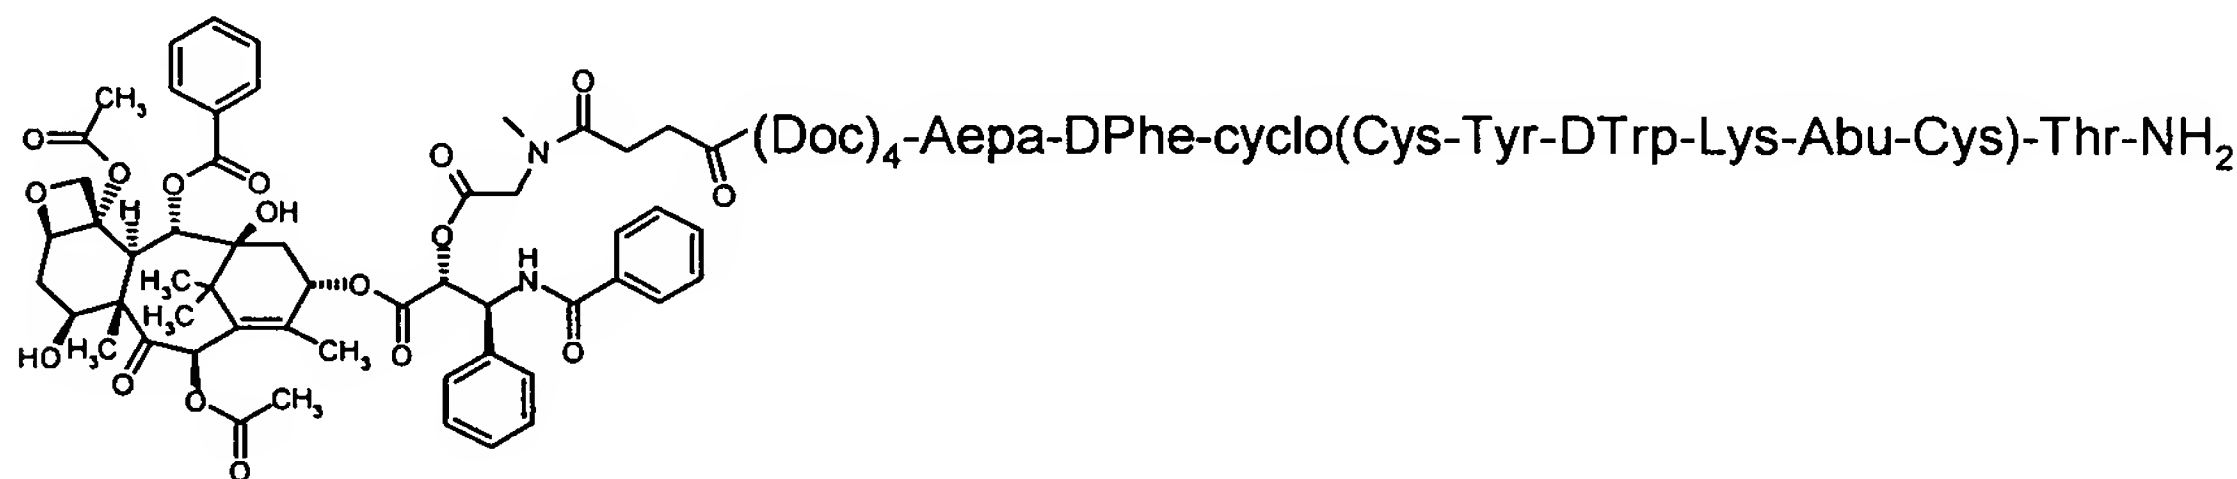 (Doc)₄-Aepa-DPhe-cyclo(Cys-Tyr-DTrp-Lys-Abu-Cys)-Thr-NH₂
O
CH₃
O
O
N
O
O
O
O
O
O
O
H
OH
O
H
N
H₃C
O
H₃C
O
O
HO
H₃C
CH₃
O
O
CH₃
O